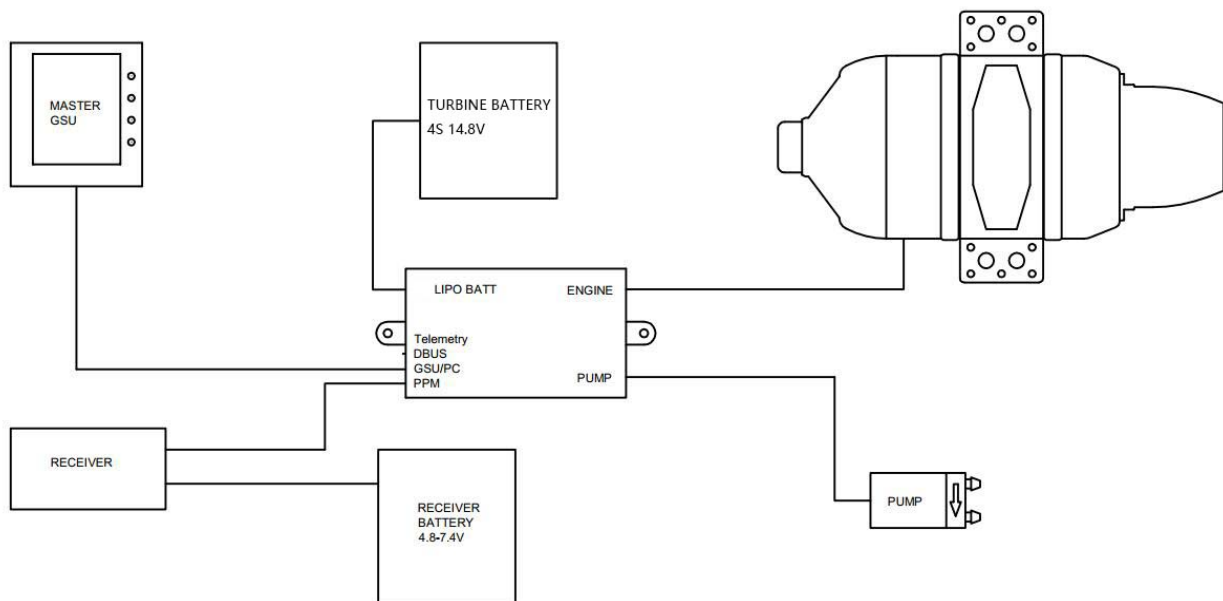 MASTER
GSU
TURBINE BATTERY
4S 14.8V
LIPO BATT
ENGINE
Telemetry
DBUS
GSU/PC
PPM
PUMP
RECEIVER
RECEIVER
BATTERY
4.8-7.4V
PUMP